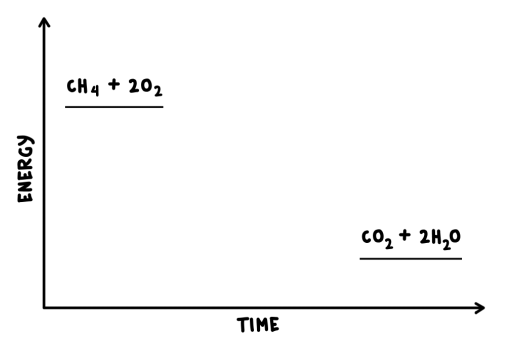 CH₄ + 2O₂
ENERGY
CO₂ + 2H₂O
TIME